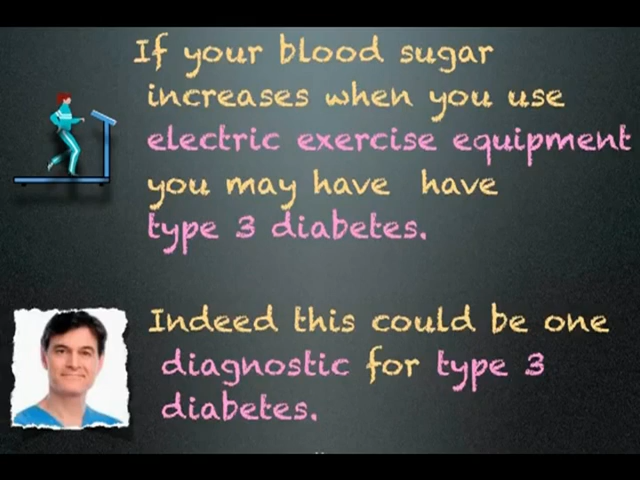 If your blood sugar
increases when you use
electric exercise equipment
you may have have
type 3 diabetes.
Indeed this could be one
diagnostic for type 3
diabetes.